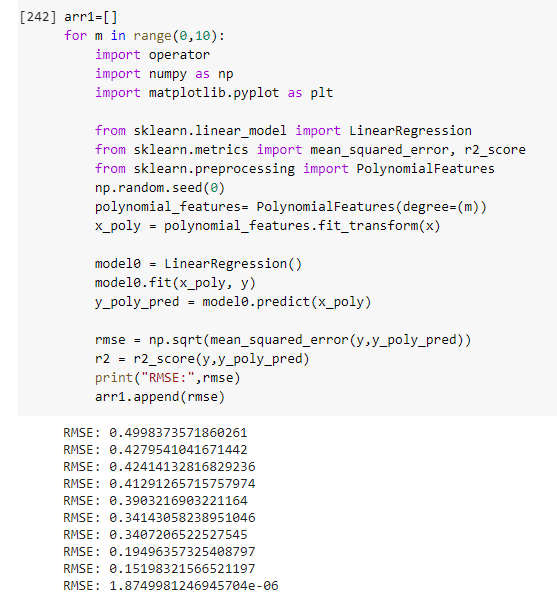 [242] arr1=[]
for m in range(0,10):
import operator
import numpy as np
import matplotlib.pyplot as plt
from sklearn.linear_model import LinearRegression
from sklearn.metrics import mean_squared_error, r2_score
from sklearn.preprocessing import PolynomialFeatures
np.random.seed(0)
polynomial_features= PolynomialFeatures(degree=(m))
x_poly = polynomial_features.fit_transform(x)
model0 = LinearRegression()
model0.fit(x_poly, y)
y_poly_pred = model0.predict(x_poly)
rmse = np.sqrt(mean_squared_error(y,y_poly_pred))
r2 = r2_score(y,y_poly_pred)
print("RMSE:",rmse)
arr1.append(rmse)
RMSE: 0.4998373571860261
RMSE: 0.4279541041671442
RMSE: 0.42414132816829236
RMSE: 0.41291265715757974
RMSE: 0.3903216903221164
RMSE: 0.34143058238951046
RMSE: 0.3407206522527545
RMSE: 0.19496357325408797
RMSE: 0.15198321566521197
RMSE: 1.8749981246945704e-06